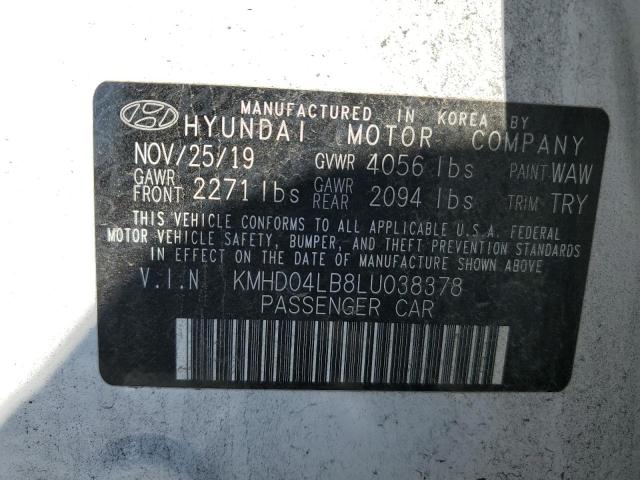 MANUFACTURED IN KOREA BY
HYUNDAI MOTOR COMPANY
NOV/25/19 GVWR 4056 lbs PAINT WAW
GAWR FRONT 2271 lbs GAWR REAR 2094 lbs TRIM TRY
THIS VEHICLE CONFORMS TO ALL APPLICABLE U.S.A. FEDERAL
MOTOR VEHICLE SAFETY, BUMPER, AND THEFT PREVENTION STANDARDS
IN EFFECT ON THE DATE OF MANUFACTURE SHOWN ABOVE.
V.I.N KMHD04LB8LU038378
PASSENGER CAR